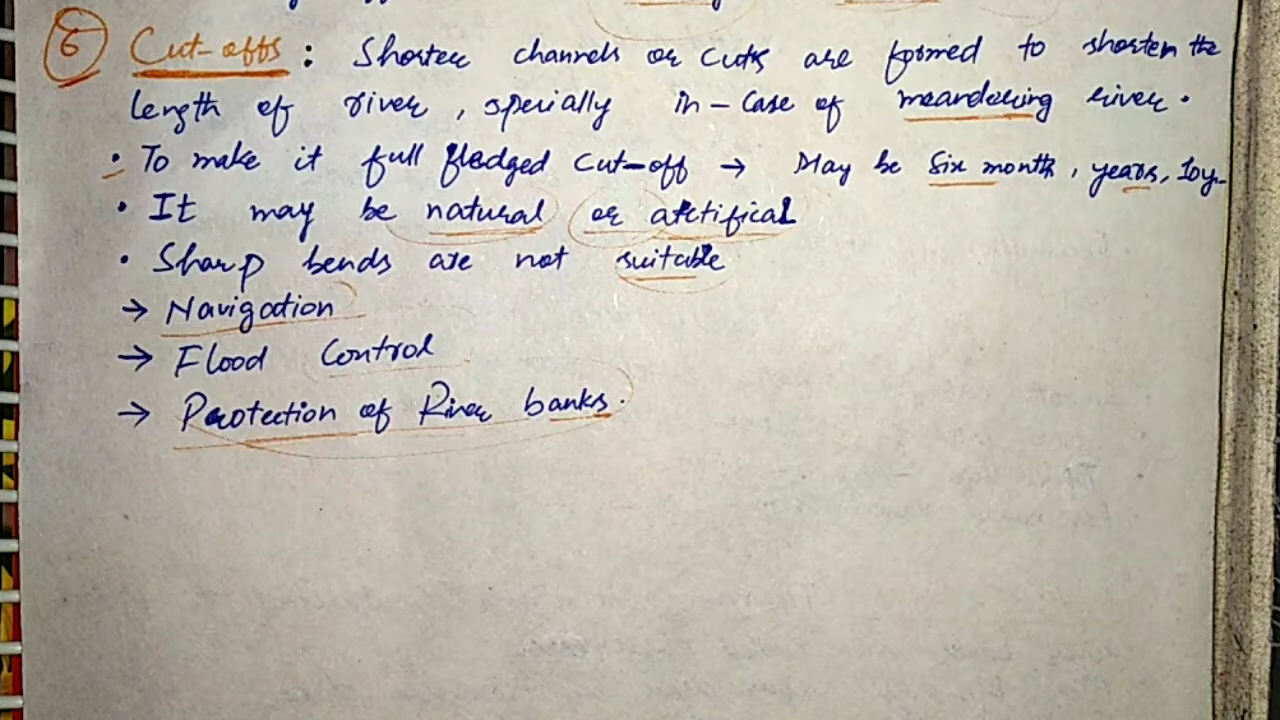 6 Cut-offs : Shorter channels or cuts are formed to shorten the
length of river, specially in-case of meandering river.
• To make it full fledged cut-off → May be six month, years, 10y-
• It may be natural or artifical
• Sharp bends are not suitable
→ Navigation
→ Flood Control
→ Protection of River banks.